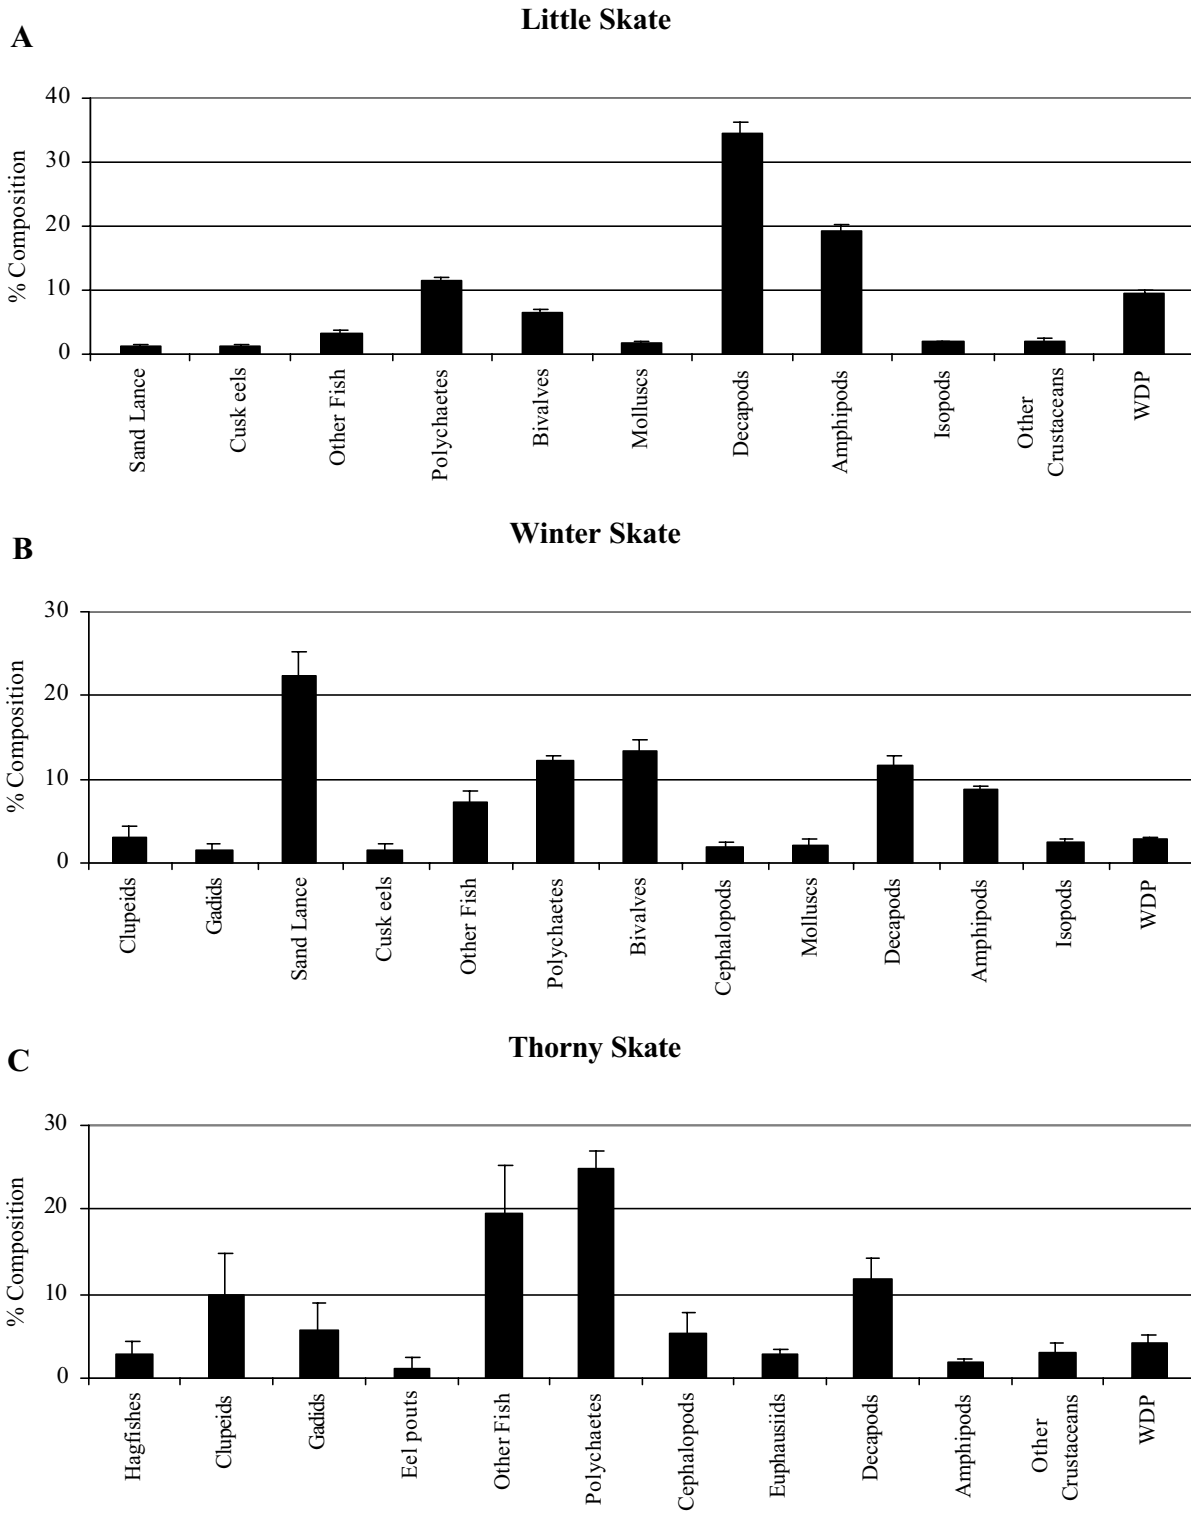 Little Skate
A
40
30
20
10
0
% Composition
Sand Lance
Cusk eels
Other Fish
Polychaetes
Bivalves
Molluscs
Decapods
Amphipods
Isopods
Other
Crustaceans
WDP
Winter Skate
B
30
20
10
0
% Composition
Clupeids
Gadids
Sand Lance
Cusk eels
Other Fish
Polychaetes
Bivalves
Cephalopods
Molluscs
Decapods
Amphipods
Isopods
WDP
Thorny Skate
C
30
20
10
0
% Composition
Hagfishes
Clupeids
Gadids
Eel pouts
Other Fish
Polychaetes
Cephalopods
Euphausiids
Decapods
Amphipods
Other
Crustaceans
WDP